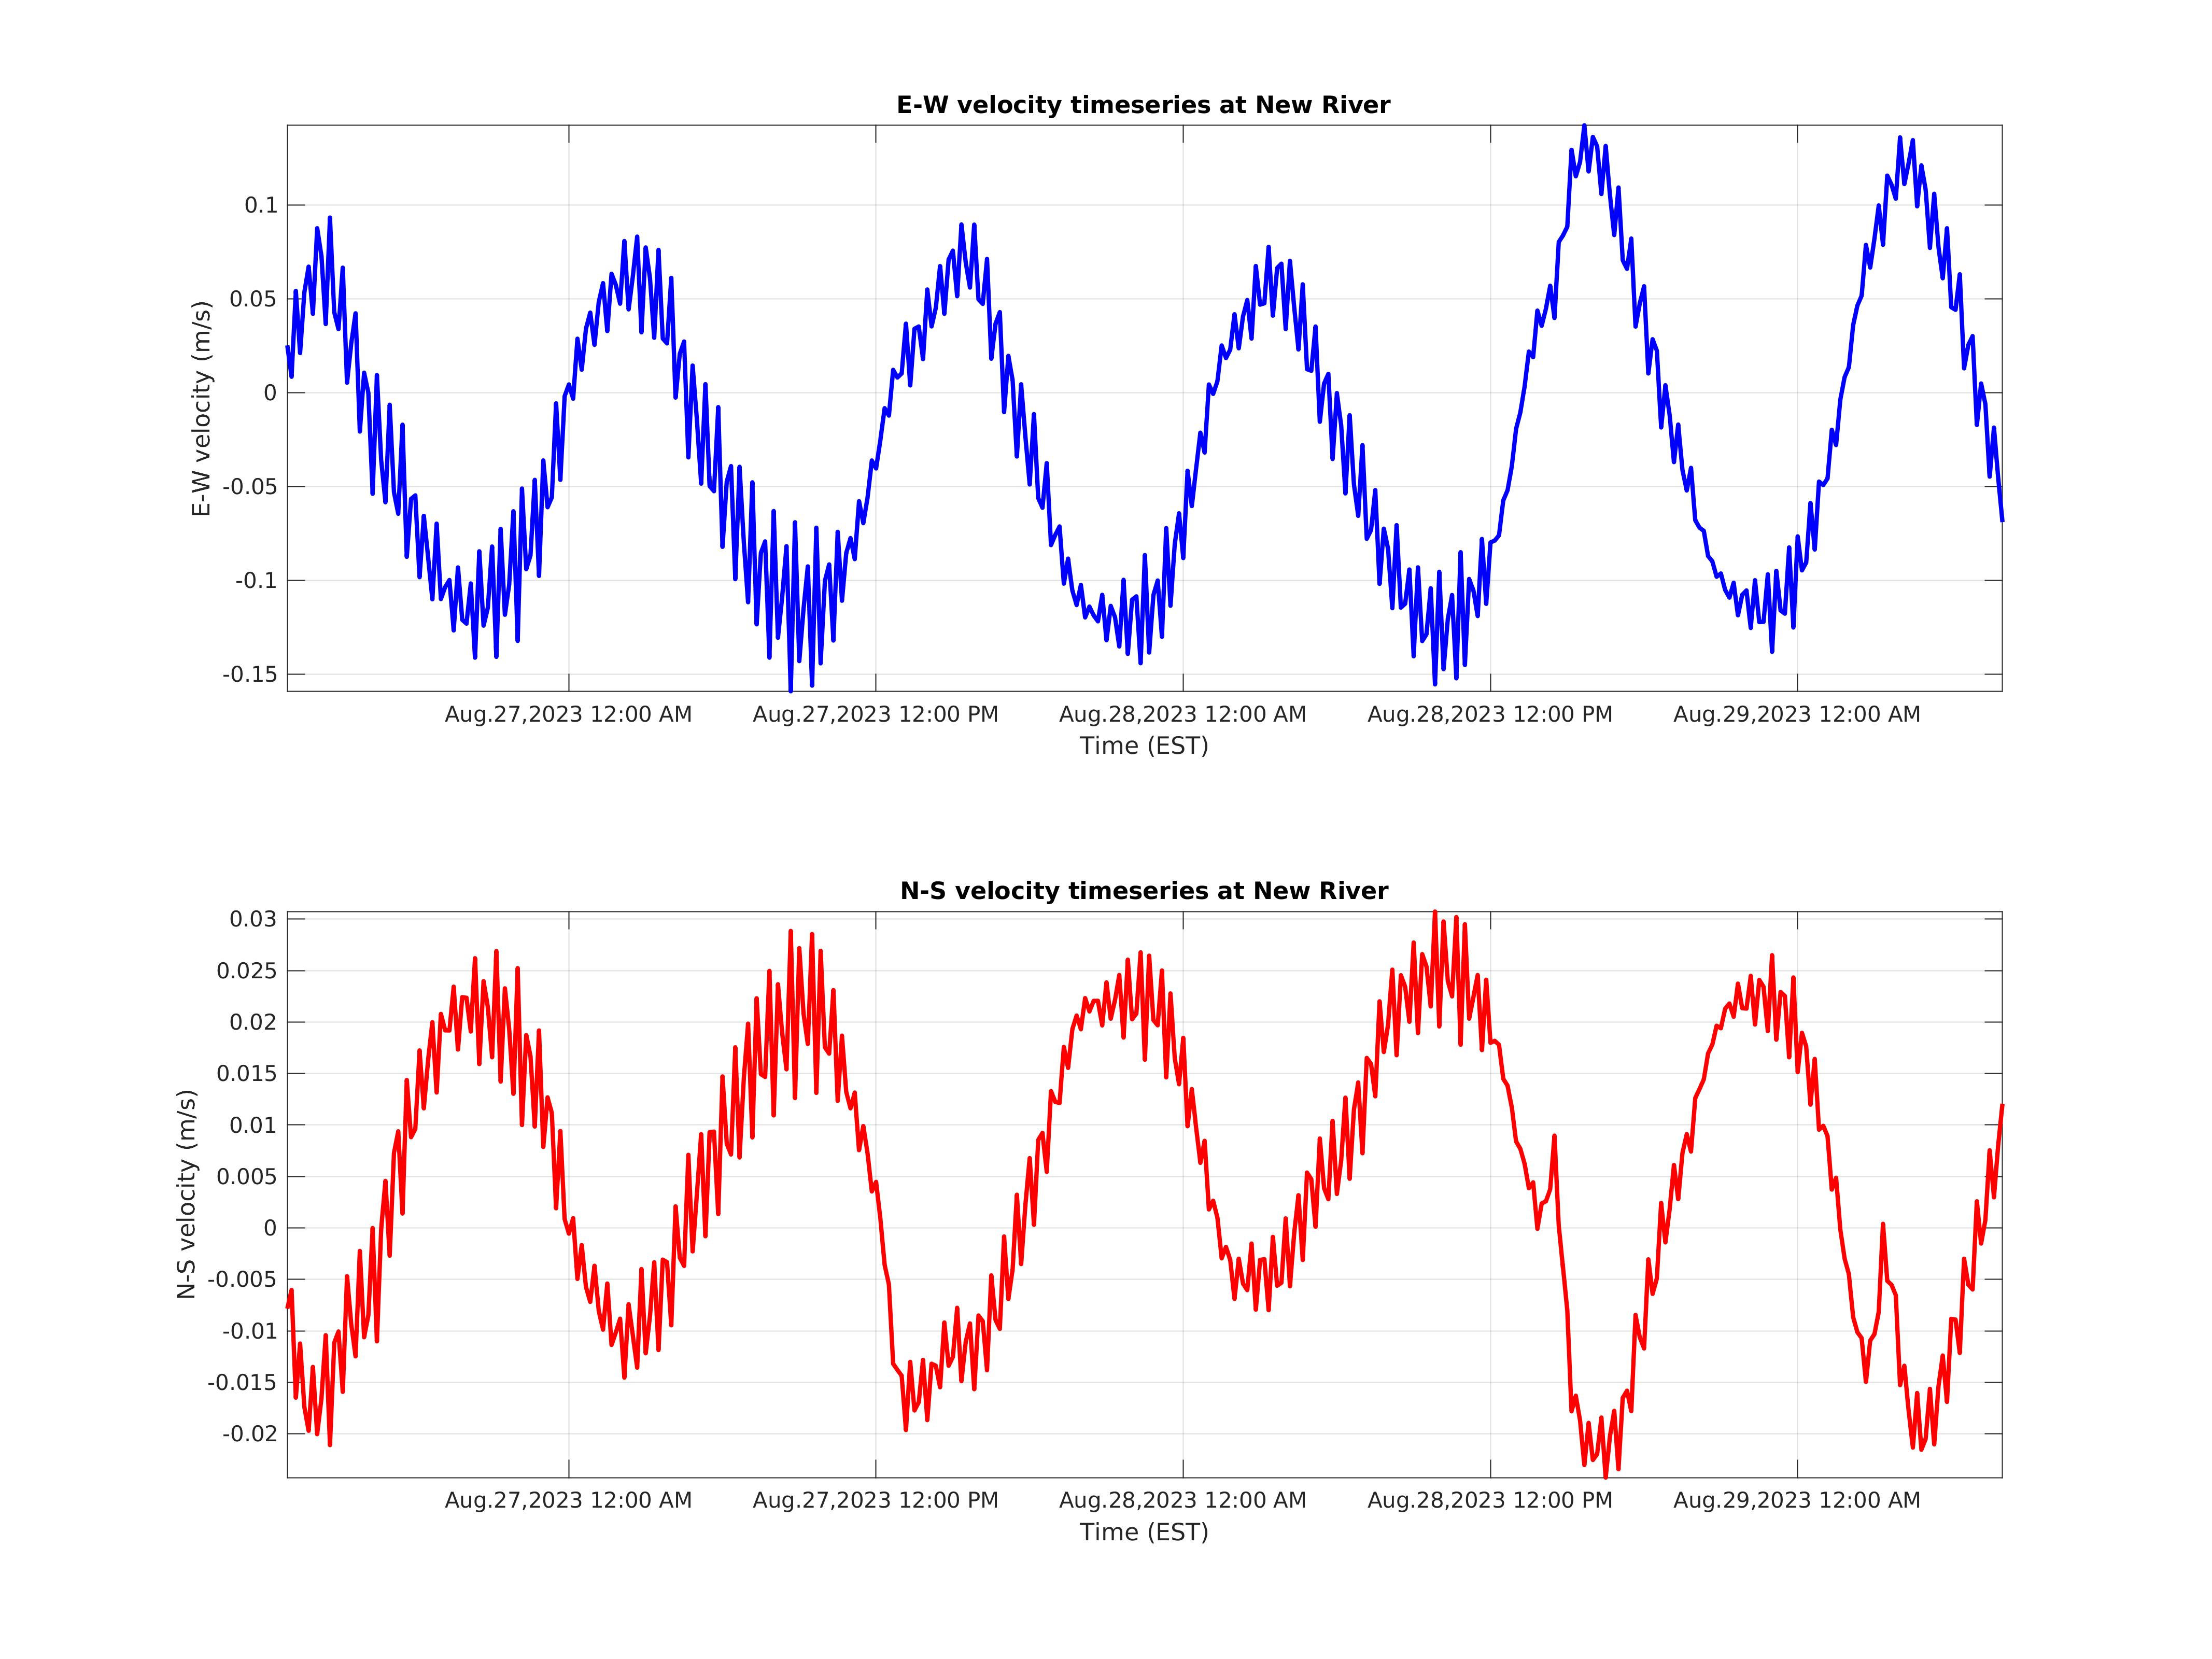 E-W velocity timeseries at New River
E-W velocity (m/s)
0.1
0.05
0
-0.05
-0.1
-0.15
Aug.27,2023 12:00 AM Aug.27,2023 12:00 PM Aug.28,2023 12:00 AM Aug.28,2023 12:00 PM Aug.29,2023 12:00 AM
Time (EST)
N-S velocity timeseries at New River
N-S velocity (m/s)
0.03
0.025
0.02
0.015
0.01
0.005
0
-0.005
-0.01
-0.015
-0.02
Aug.27,2023 12:00 AM Aug.27,2023 12:00 PM Aug.28,2023 12:00 AM Aug.28,2023 12:00 PM Aug.29,2023 12:00 AM
Time (EST)